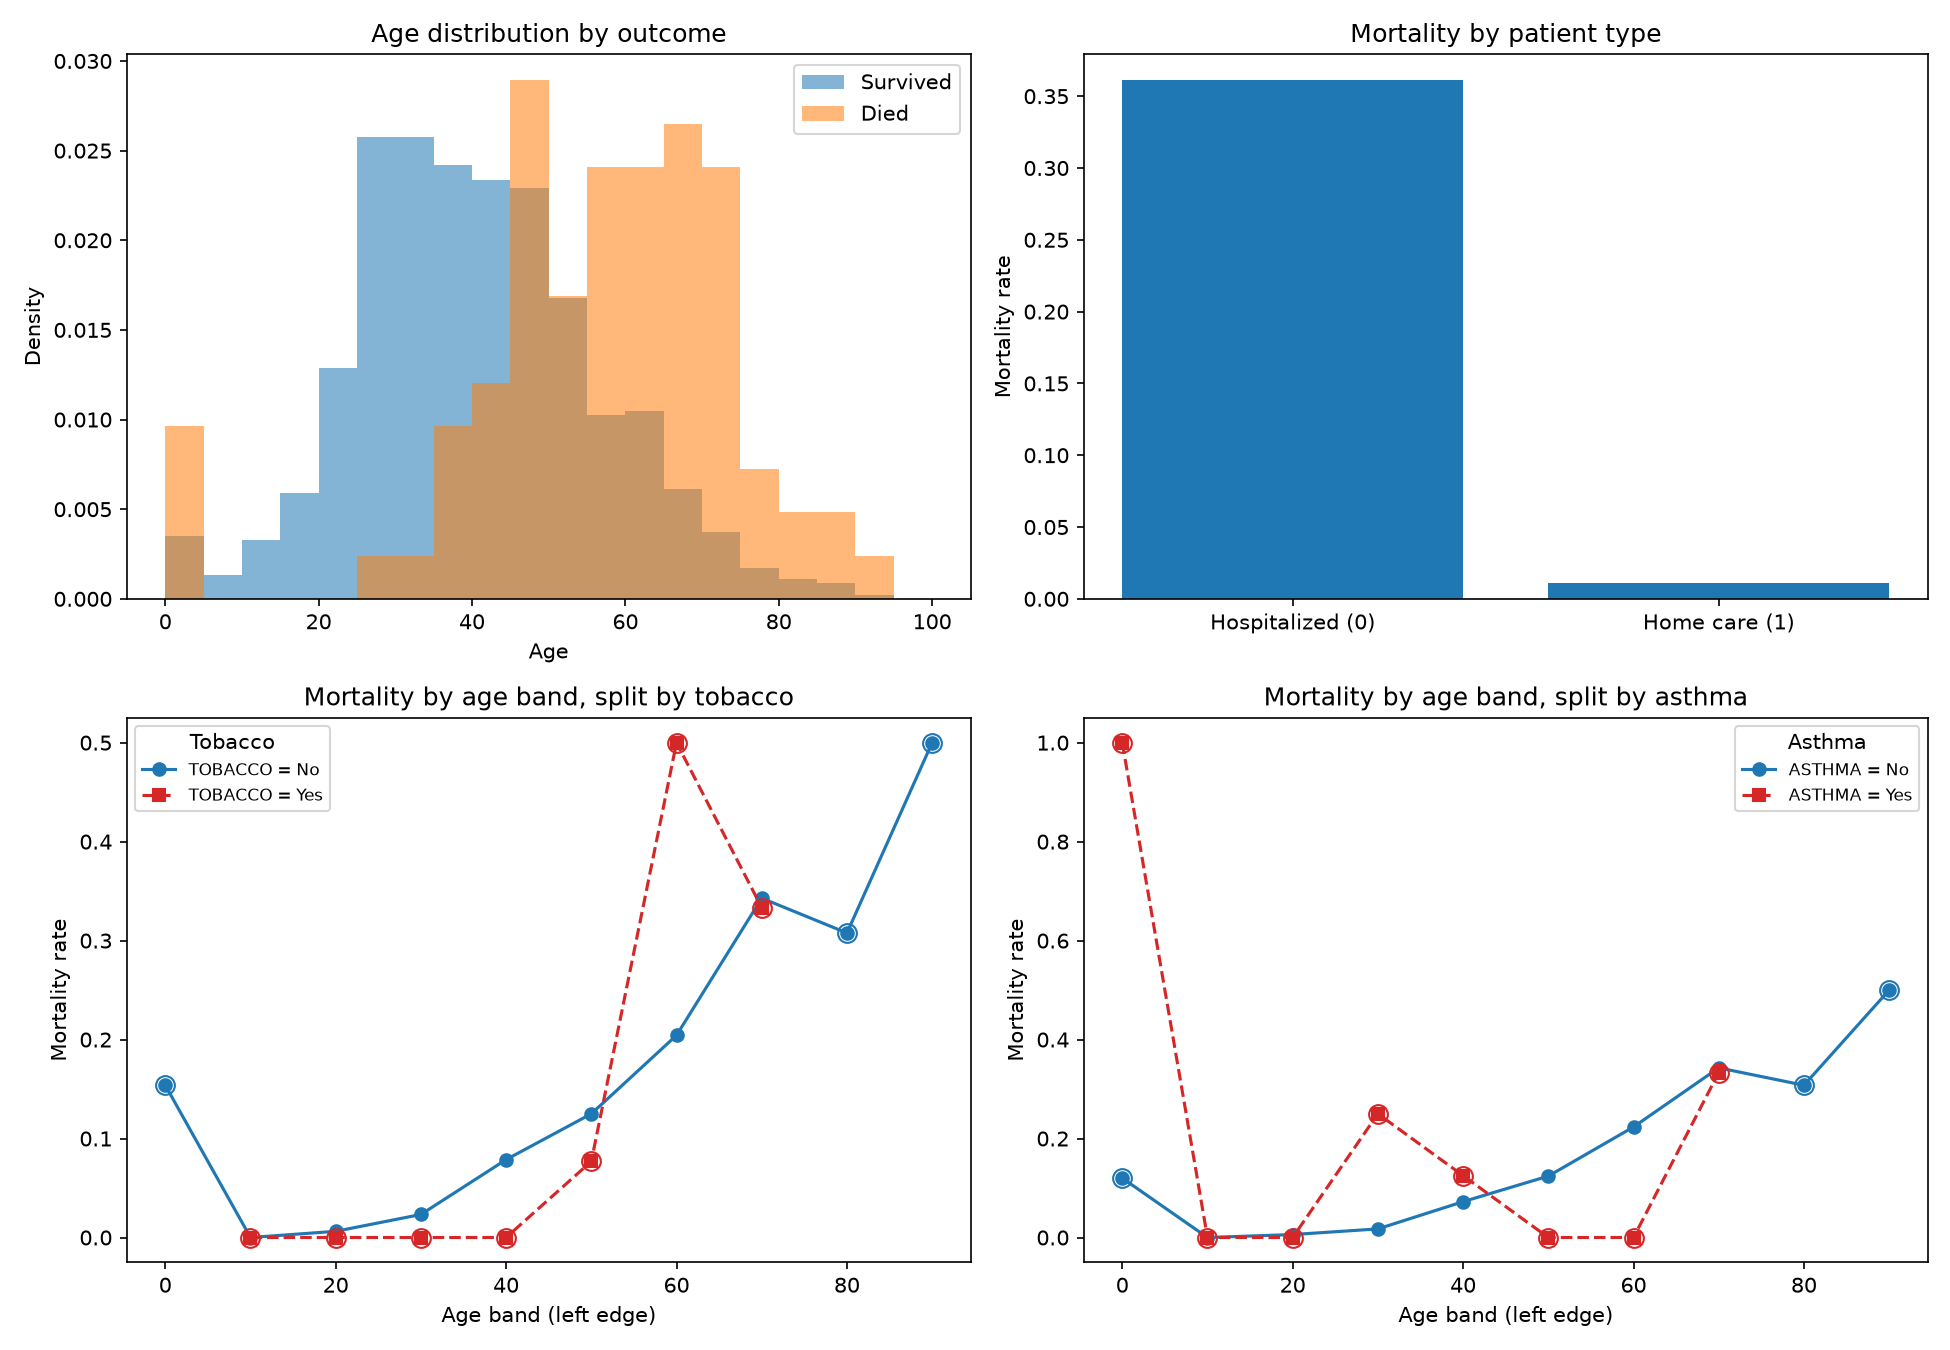 Age distribution by outcome
0.030
0.025
0.020
0.015
0.010
0.005
0.000
Density
Survived
Died
0 20 40 60 80 100
Age
Mortality by patient type
0.35
0.30
0.25
0.20
0.15
0.10
0.05
0.00
Mortality rate
Hospitalized (0) Home care (1)
Mortality by age band, split by tobacco
0.5
0.4
0.3
0.2
0.1
0.0
Mortality rate
Tobacco
TOBACCO = No
TOBACCO = Yes
0 20 40 60 80
Age band (left edge)
Mortality by age band, split by asthma
1.0
0.8
0.6
0.4
0.2
0.0
Mortality rate
Asthma
ASTHMA = No
ASTHMA = Yes
0 20 40 60 80
Age band (left edge)